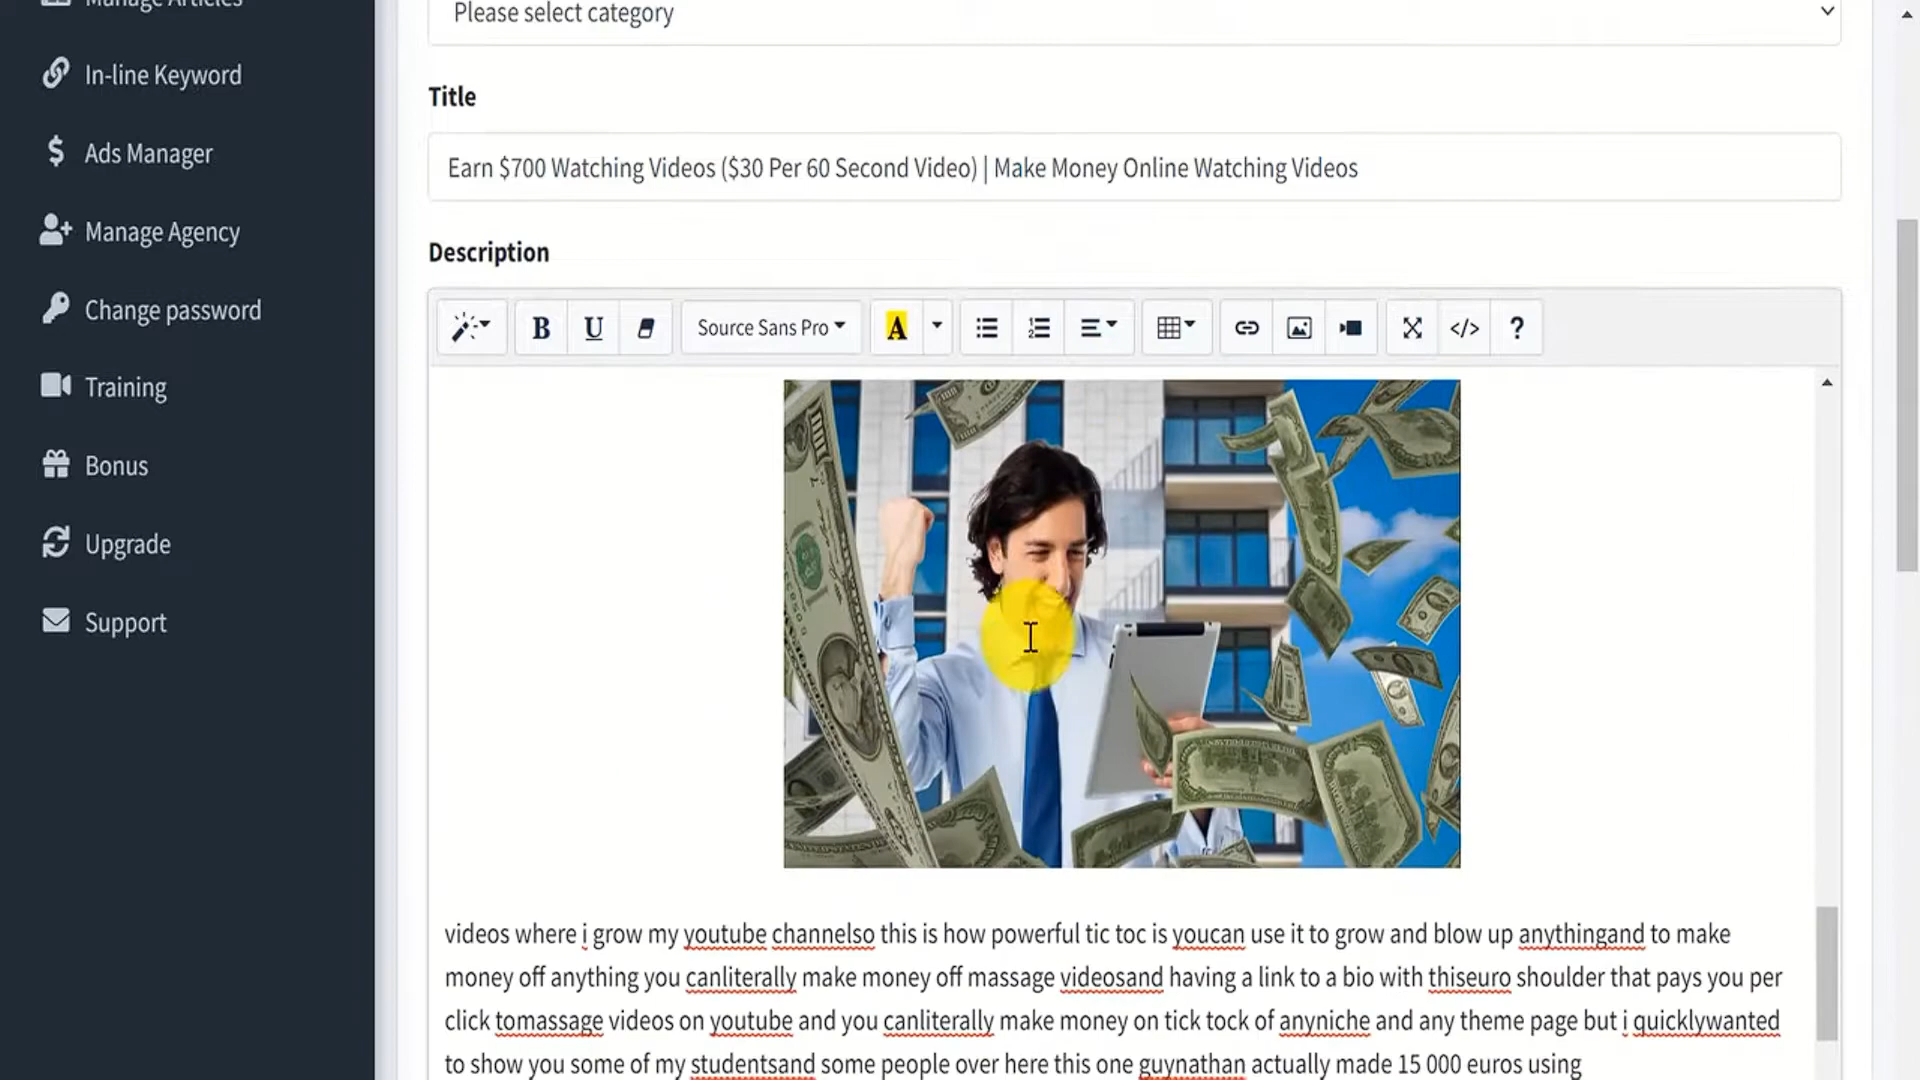 Manage Articles
In-line Keyword
Ads Manager
Manage Agency
Change password
Training
Bonus
Upgrade
Support
Please select category
Title
Earn $700 Watching Videos ($30 Per 60 Second Video) | Make Money Online Watching Videos
Description
B U Source Sans Pro A </> ?
videos where i grow my youtube channelso this is how powerful tic toc is youcan use it to grow and blow up anythingand to make
money off anything you canliterally make money off massage videosand having a link to a bio with thiseuro shoulder that pays you per
click tomassage videos on youtube and you canliterally make money on tick tock of anyniche and any theme page but i quicklywanted
to show you some of my studentsand some people over here this one guynathan actually made 15 000 euros using